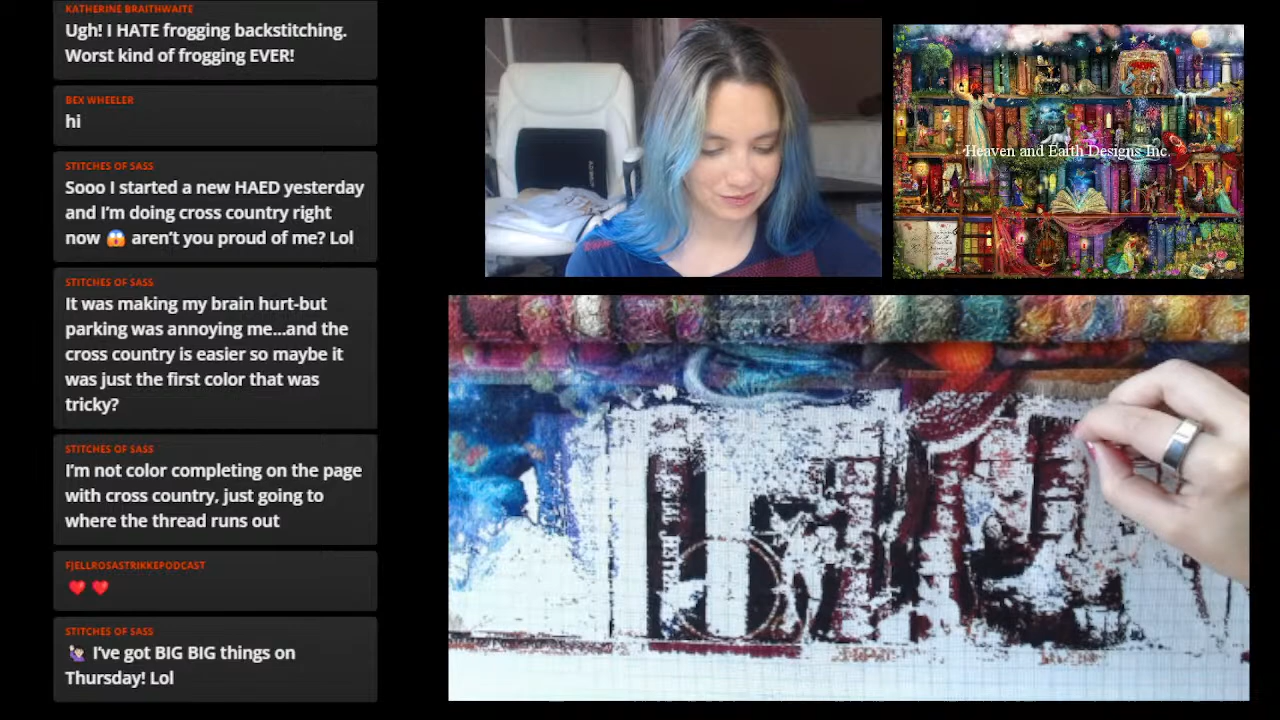 KATHERINE BRAITHWAITE
Ugh! I HATE frogging backstitching.
Worst kind of frogging EVER!
BEX WHEELER
hi
STITCHES OF SASS
Sooo I started a new HAED yesterday
and I’m doing cross country right
now 😱 aren’t you proud of me? Lol
STITCHES OF SASS
It was making my brain hurt-but
parking was annoying me...and the
cross country is easier so maybe it
was just the first color that was
tricky?
STITCHES OF SASS
I’m not color completing on the page
with cross country, just going to
where the thread runs out
FJELLROSASTRIKKEPODCAST
♥️ ♥️
STITCHES OF SASS
🙋🏻‍♀️ I’ve got BIG BIG things on
Thursday! Lol
Heaven and Earth Designs Inc